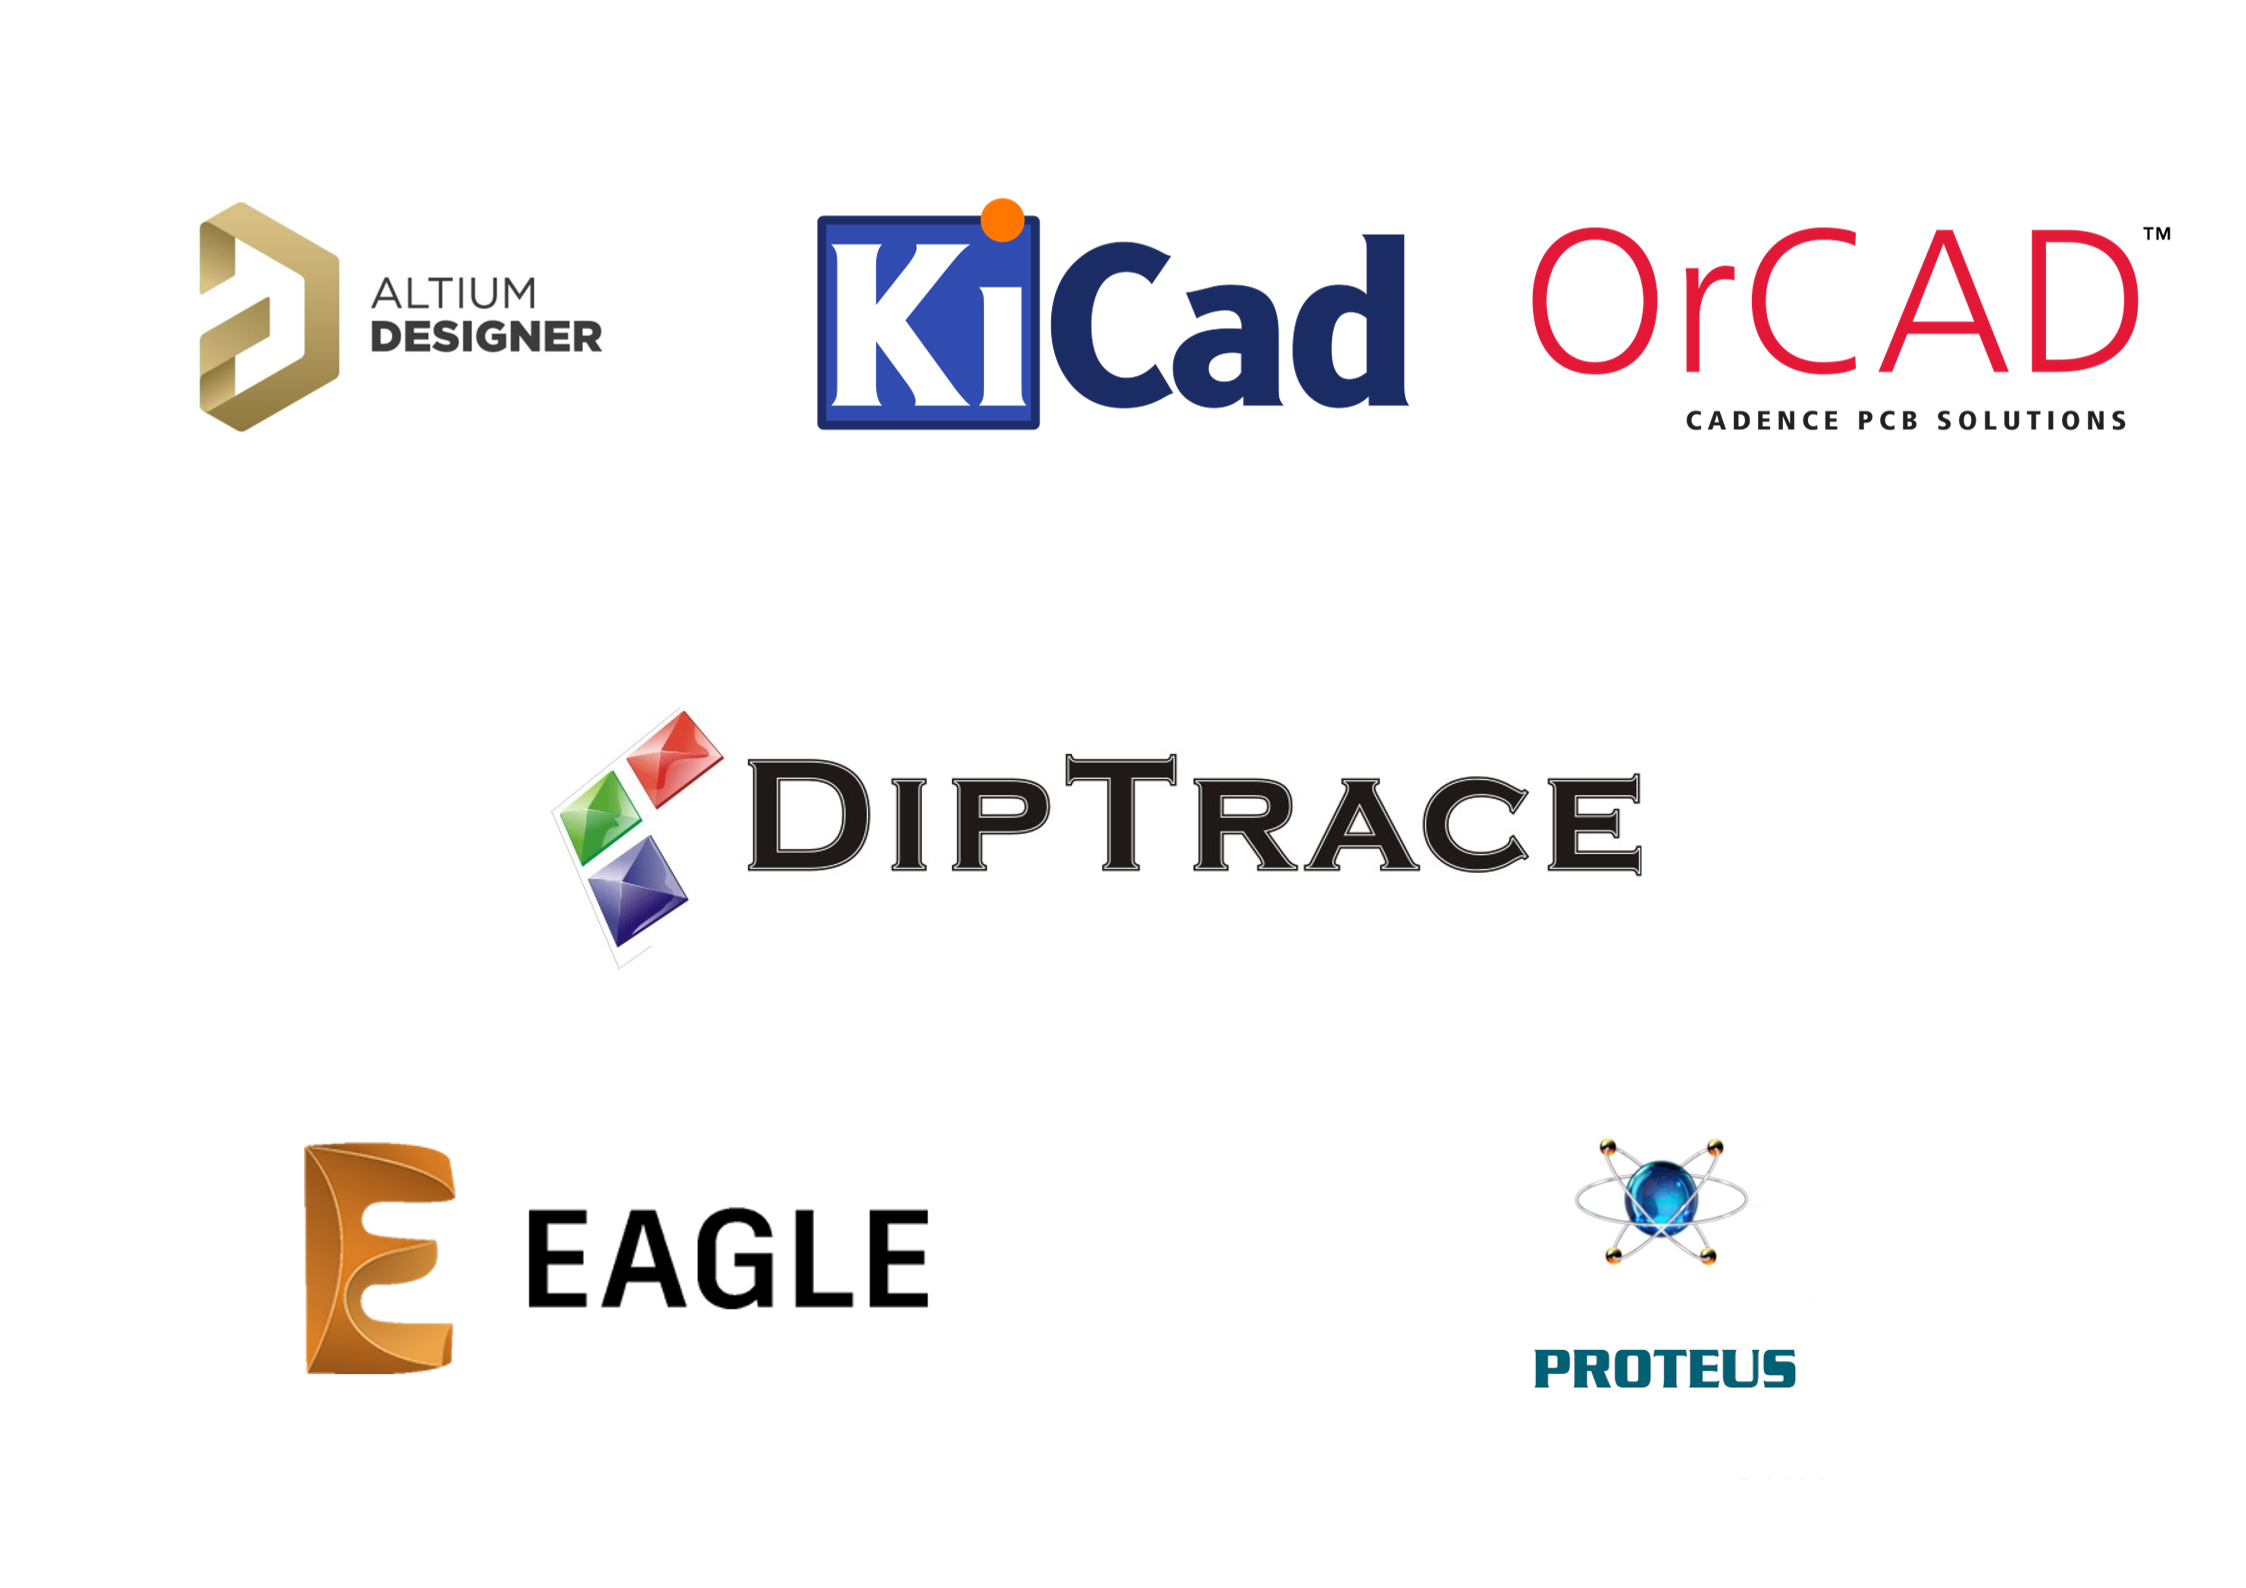 ALTIUM
DESIGNER
KiCad
OrCAD™
CADENCE PCB SOLUTIONS
DIPTRACE
EAGLE
PROTEUS